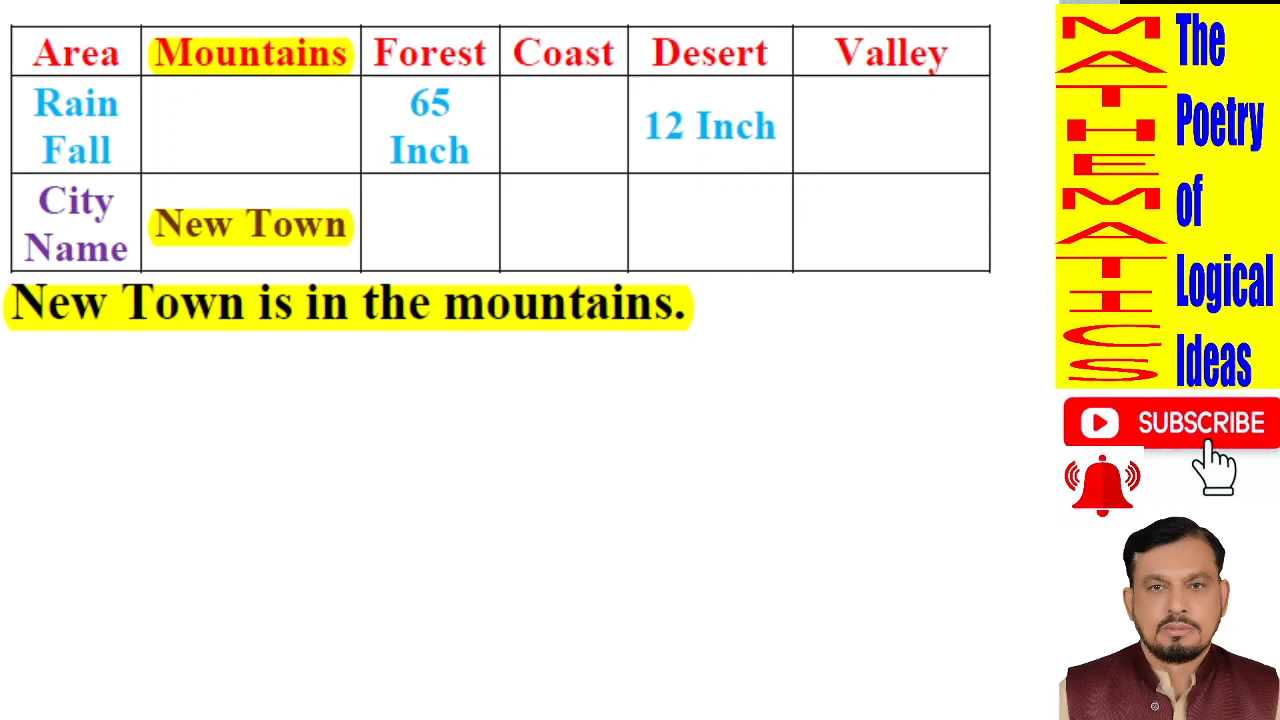 Area Mountains Forest Coast Desert Valley
Rain Fall 65 Inch 12 Inch
City Name New Town
New Town is in the mountains.
MATHEMATICS
The
Poetry
of
Logical
Ideas
SUBSCRIBE